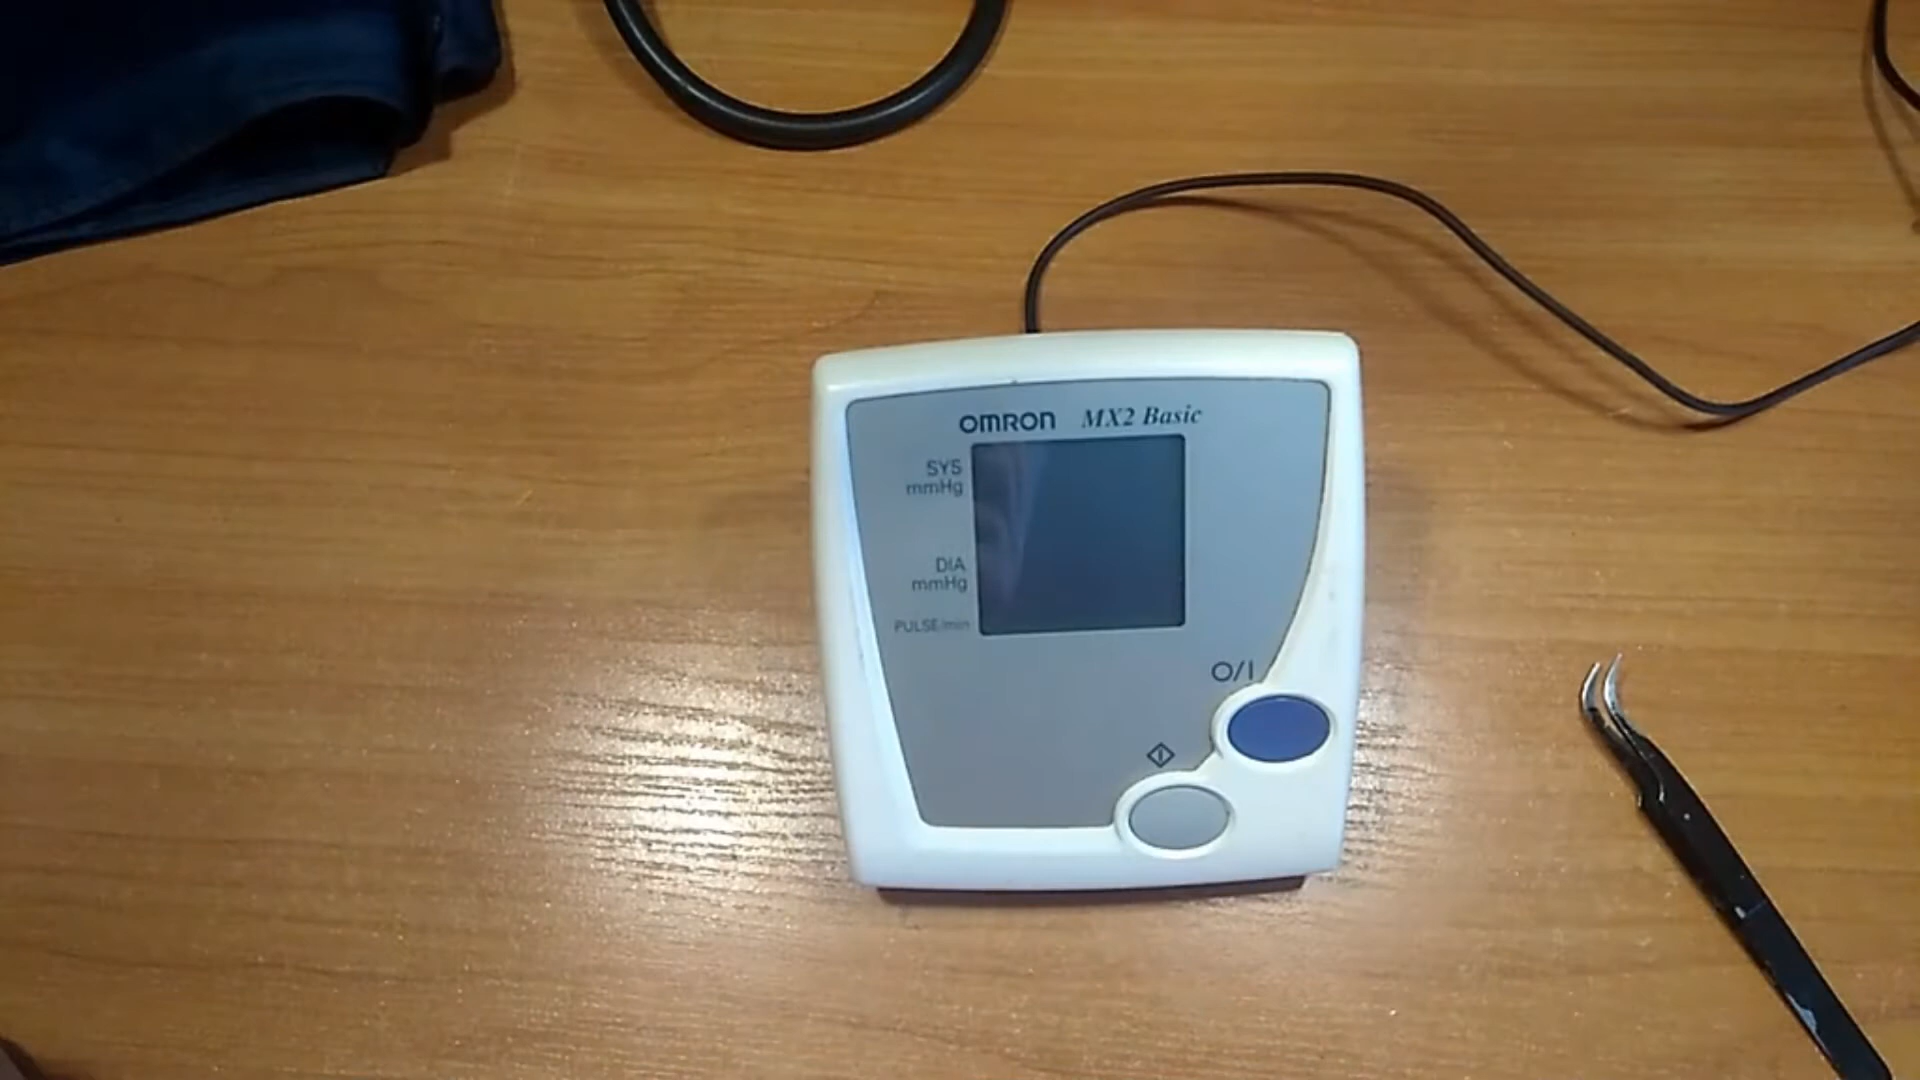 OMRON MX2 Basic
SYS
mmHg
DIA
mmHg
PULSE/min
O/I